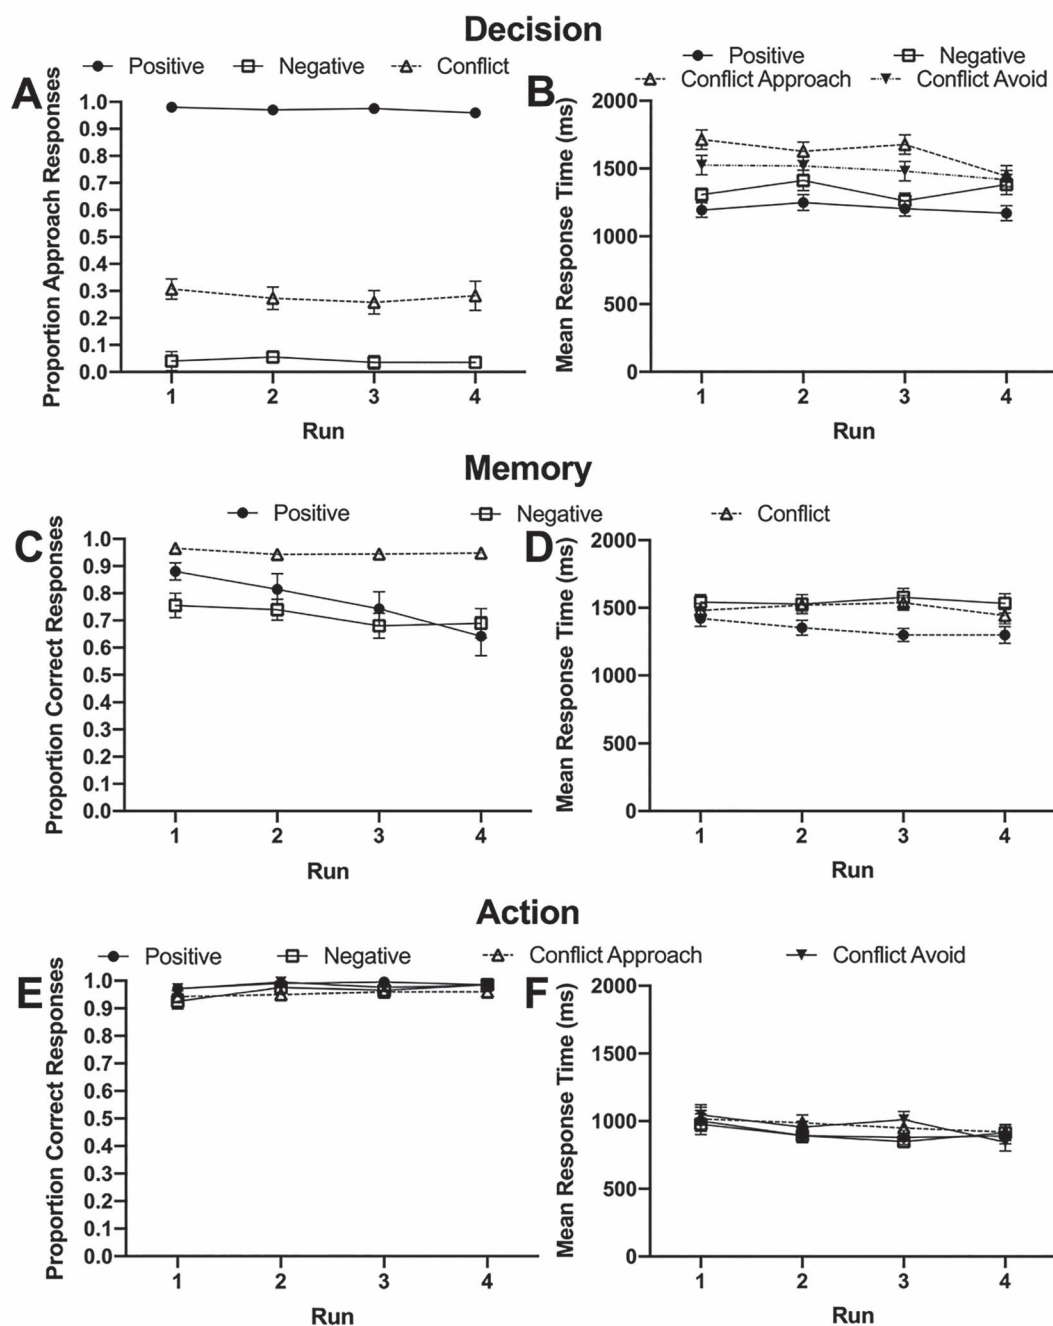 Decision
Positive Negative Conflict
Positive Negative
Conflict Approach Conflict Avoid
A
Proportion Approach Responses
1.0
0.9
0.8
0.7
0.6
0.5
0.4
0.3
0.2
0.1
0.0
1 2 3 4
Run
B
Mean Response Time (ms)
2000
1500
1000
500
0
1 2 3 4
Run
Memory
Positive Negative Conflict
C
Proportion Correct Responses
1.0
0.9
0.8
0.7
0.6
0.5
0.4
0.3
0.2
0.1
0.0
1 2 3 4
Run
D
Mean Response Time (ms)
2000
1500
1000
500
0
1 2 3 4
Run
Action
Positive Negative Conflict Approach Conflict Avoid
E
Proportion Correct Responses
1.0
0.9
0.8
0.7
0.6
0.5
0.4
0.3
0.2
0.1
0.0
1 2 3 4
Run
F
Mean Response Time (ms)
2000
1500
1000
500
0
1 2 3 4
Run